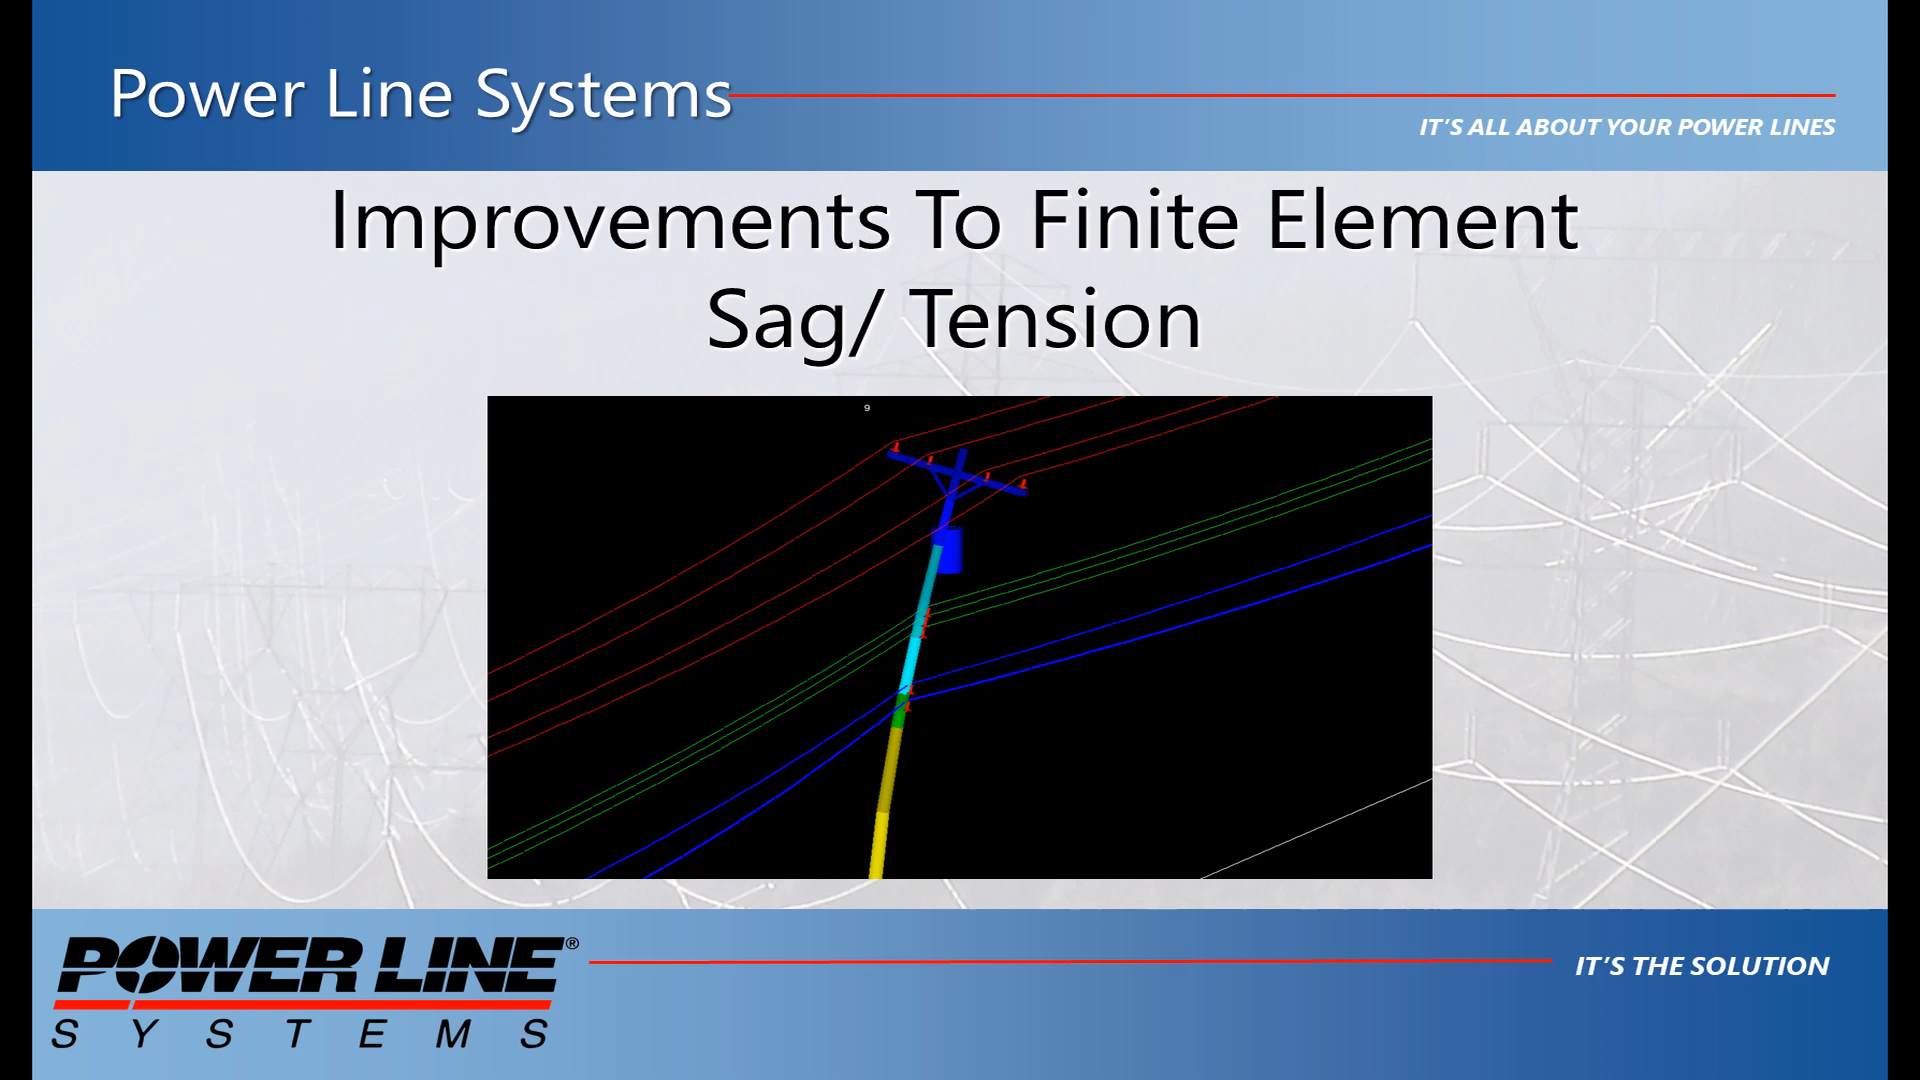 Power Line Systems
IT'S ALL ABOUT YOUR POWER LINES
Improvements To Finite Element
Sag/ Tension
9
POWER LINE®
SYSTEMS
IT'S THE SOLUTION